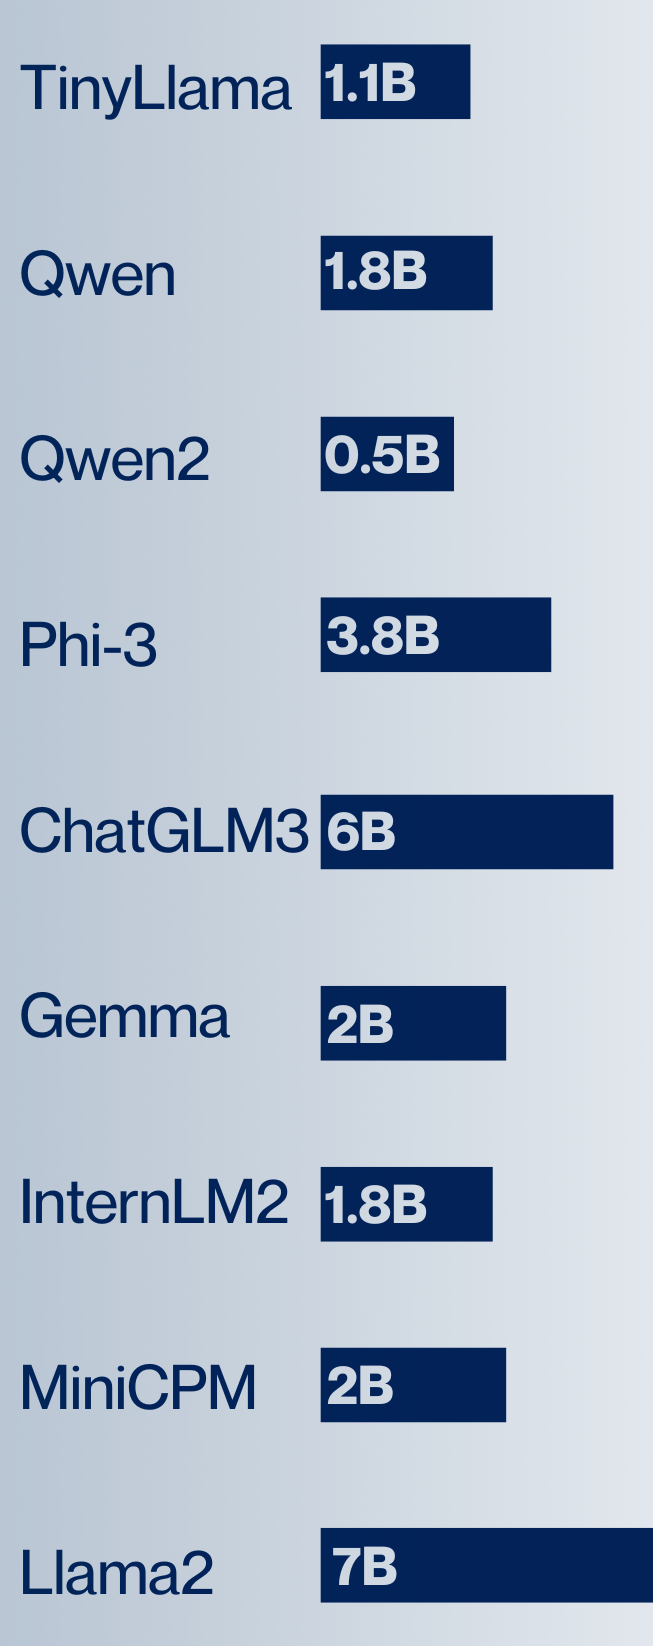 TinyLlama 1.1B
Qwen 1.8B
Qwen2 0.5B
Phi-3 3.8B
ChatGLM3 6B
Gemma 2B
InternLM2 1.8B
MiniCPM 2B
Llama2 7B